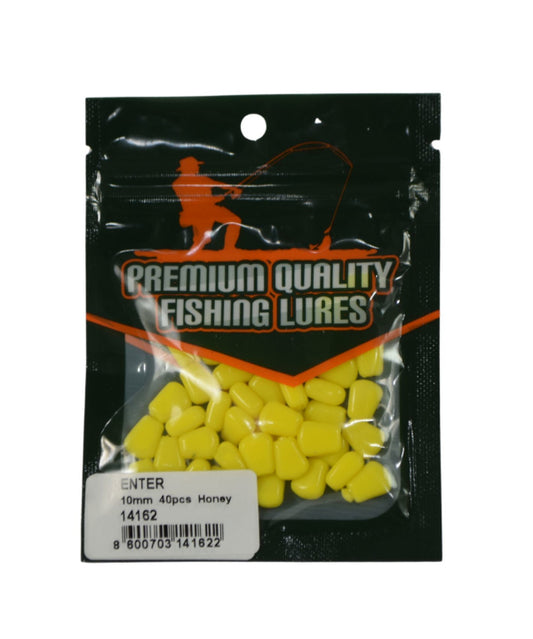 PREMIUM QUALITY
FISHING LURES
ENTER
10mm 40pcs Honey
14162
8 600703 141622